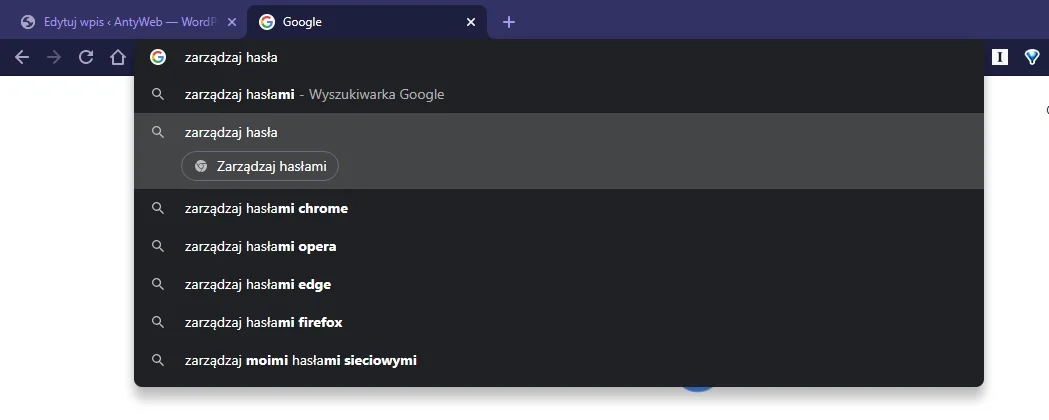 Edytuj wpis ‹ AntyWeb — WordP
Google
zarządzaj hasła
zarządzaj hasłami - Wyszukiwarka Google
zarządzaj hasła
Zarządzaj hasłami
zarządzaj hasłami chrome
zarządzaj hasłami opera
zarządzaj hasłami edge
zarządzaj hasłami firefox
zarządzaj moimi hasłami sieciowymi